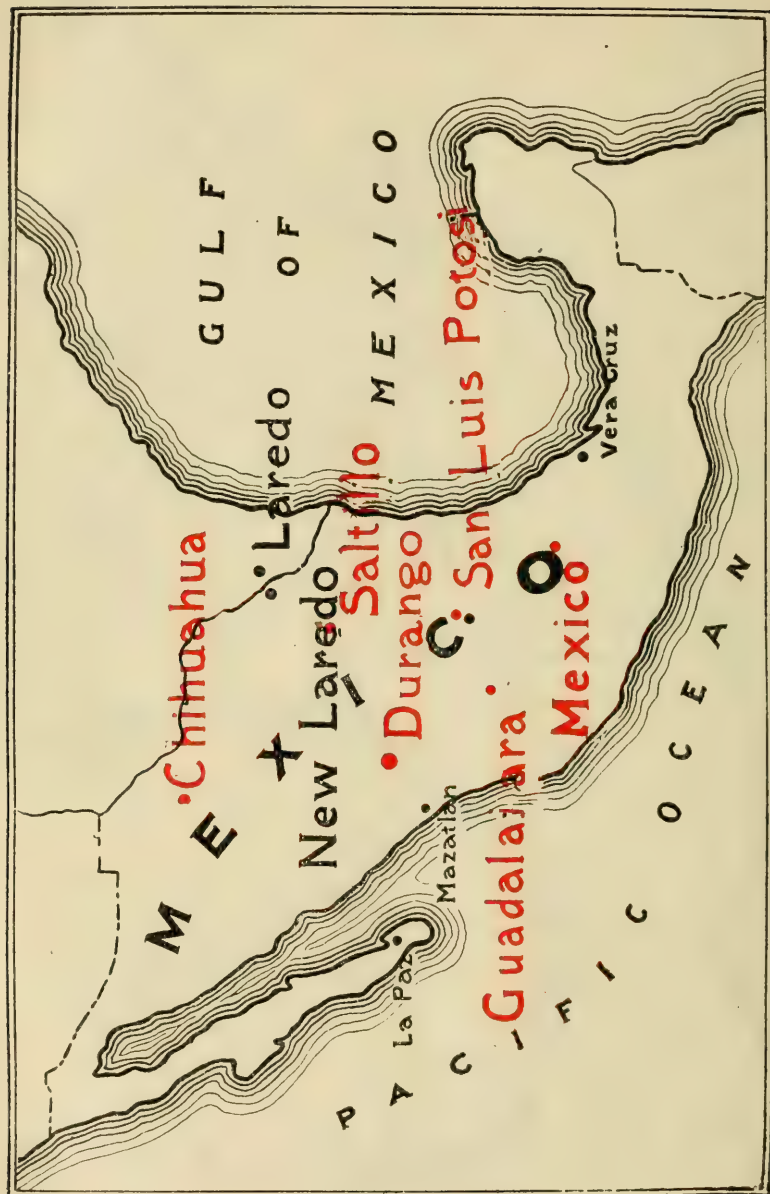 GULF
OF
MEXICO
MEXICO
Chihuahua
Laredo
New Laredo
Saltillo
Durango
San Luis Potosi
Mazatlan
La Paz
Guadalajara
Mexico
Vera Cruz
PACIFIC OCEAN